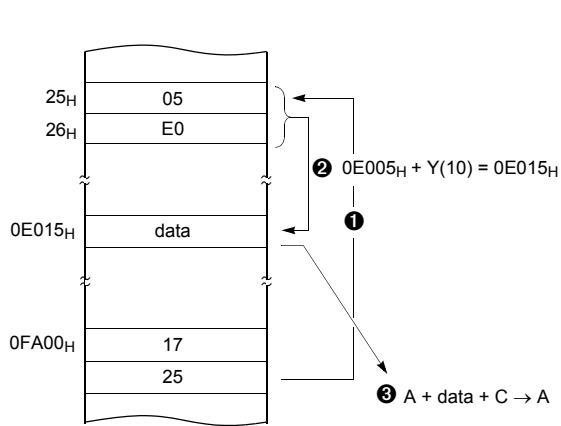 25H 05
26H E0
❷ 0E005H + Y(10) = 0E015H
❶
0E015H data
0FA00H 17
25
❸ A + data + C → A